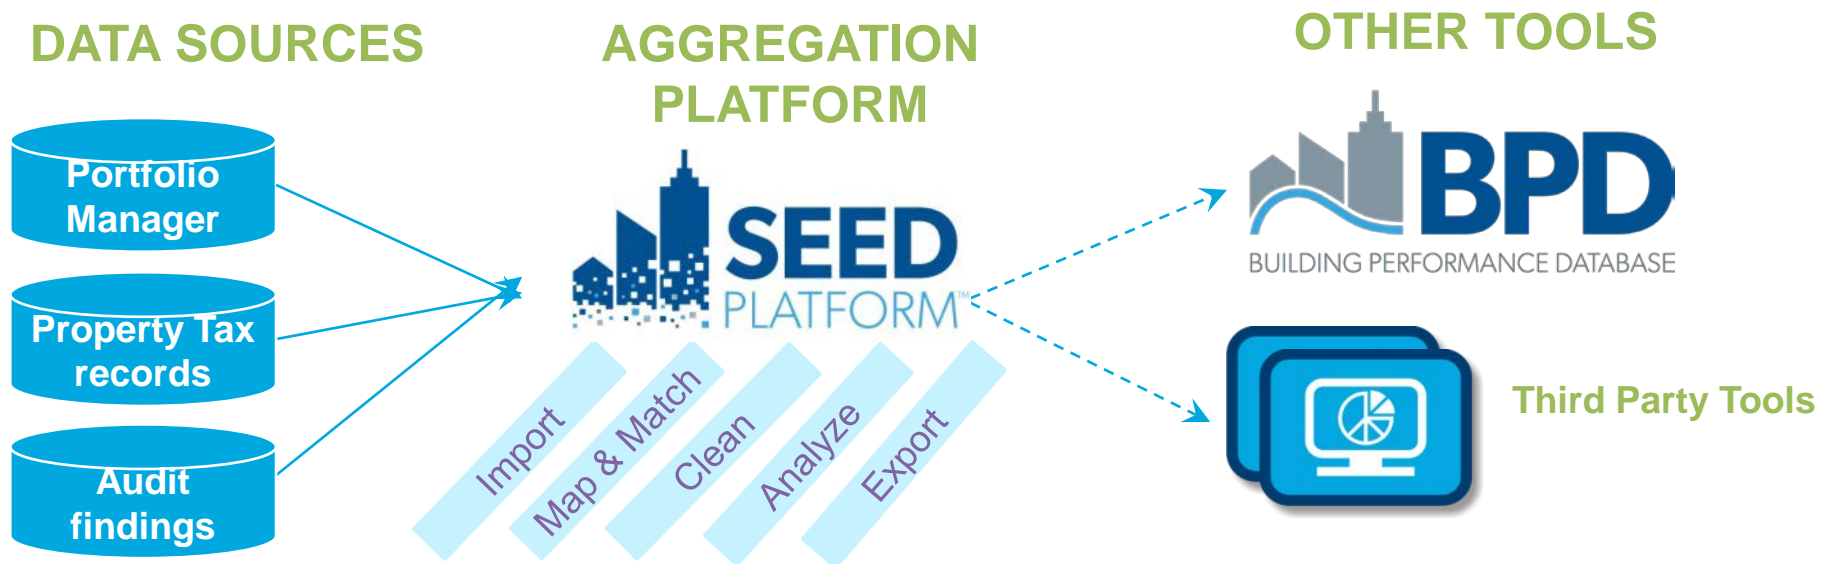 DATA SOURCES
Portfolio
Manager
Property Tax
records
Audit
findings
AGGREGATION
PLATFORM
SEED
PLATFORM™
Import
Map & Match
Clean
Analyze
Export
OTHER TOOLS
BPD
BUILDING PERFORMANCE DATABASE
Third Party Tools